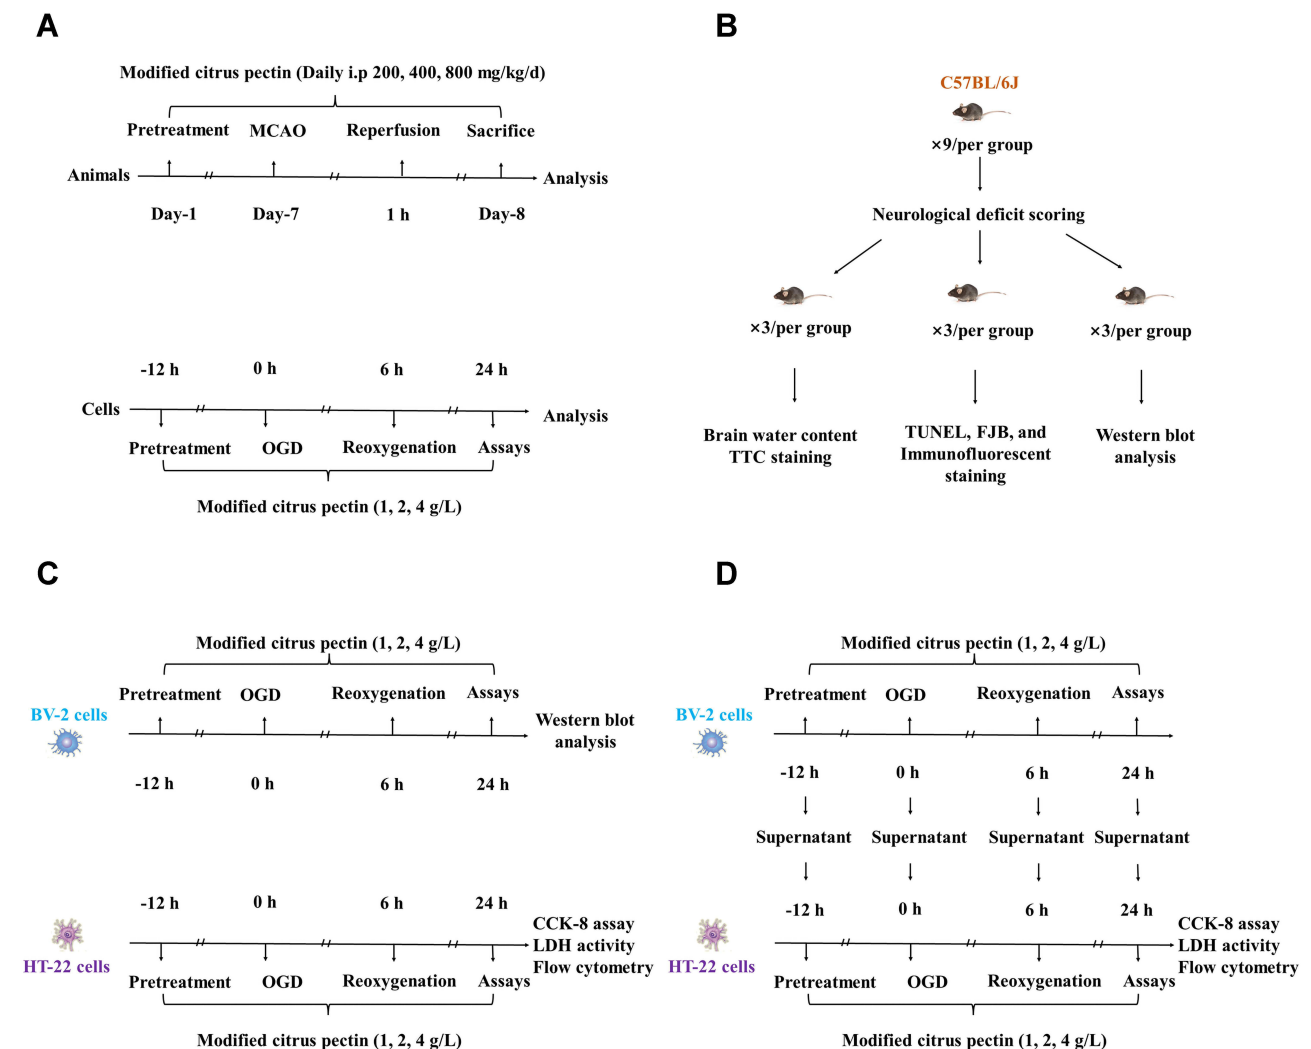 A
Modified citrus pectin (Daily i.p 200, 400, 800 mg/kg/d)
Pretreatment MCAO Reperfusion Sacrifice
Animals Analysis
Day-1 Day-7 1 h Day-8
-12 h 0 h 6 h 24 h
Cells Analysis
Pretreatment OGD Reoxygenation Assays
Modified citrus pectin (1, 2, 4 g/L)
B
C57BL/6J
×9/per group
Neurological deficit scoring
×3/per group ×3/per group ×3/per group
Brain water content
TTC staining
TUNEL, FJB, and
Immunofluorescent
staining
Western blot
analysis
C
Modified citrus pectin (1, 2, 4 g/L)
Pretreatment OGD Reoxygenation Assays
BV-2 cells
Western blot
analysis
-12 h 0 h 6 h 24 h
-12 h 0 h 6 h 24 h
HT-22 cells
CCK-8 assay
LDH activity
Flow cytometry
Pretreatment OGD Reoxygenation Assays
Modified citrus pectin (1, 2, 4 g/L)
D
Modified citrus pectin (1, 2, 4 g/L)
Pretreatment OGD Reoxygenation Assays
BV-2 cells
-12 h 0 h 6 h 24 h
Supernatant Supernatant Supernatant Supernatant
-12 h 0 h 6 h 24 h
HT-22 cells
CCK-8 assay
LDH activity
Flow cytometry
Pretreatment OGD Reoxygenation Assays
Modified citrus pectin (1, 2, 4 g/L)